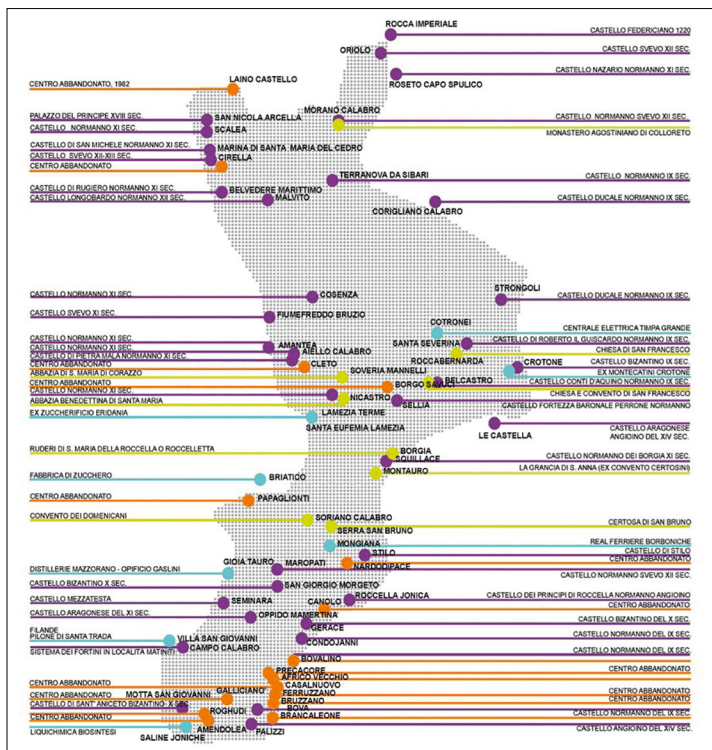 ROCCA IMPERIALE
CASTELLO FEDERICIANO 1220
ORIOLO
CASTELLO SVEVO XII SEC.
CASTELLO NAZARIO NORMANNO XI SEC.
ROSETO CAPO SPULICO
LAINO CASTELLO
CENTRO ABBANDONATO, 1982
MORANO CALABRO
PALAZZO DEL PRINCIPE XVIII SEC.
SAN NICOLA ARCELLA
CASTELLO NORMANNO SVEVO XII SEC.
CASTELLO NORMANNO XI SEC.
SCALEA
MONASTERO AGOSTINIANO DI COLLORETO
CASTELLO DI SAN MICHELE NORMANNO XI SEC.
MARINA DI SANTA MARIA DEL CEDRO
CASTELLO SVEVO XII-XIII SEC.
CIRELLA
CENTRO ABBANDONATO
TERRANOVA DA SIBARI
CASTELLO NORMANNO IX SEC.
CASTELLO DI RUGIERO NORMANNO XI SEC.
BELVEDERE MARITTIMO
CASTELLO LONGOBARDO NORMANNO XII SEC.
MALVITO
CASTELLO DUCALE NORMANNO IX SEC.
CORIGLIANO CALABRO
STRONGOLI
CASTELLO NORMANNO XI SEC.
COSENZA
CASTELLO DUCALE NORMANNO IX SEC.
CASTELLO SVEVO XI SEC.
FIUMEFREDDO BRUZIO
COTRONEI
CENTRALE ELETTRICA TIMPA GRANDE
CASTELLO NORMANNO XI SEC.
AMANTEA
SANTA SEVERINA
CASTELLO DI ROBERTO IL GUISCARDO NORMANNO IX SEC.
CASTELLO NORMANNO XI SEC.
AIELLO CALABRO
CHIESA DI SAN FRANCESCO
CASTELLO DI PIETRA MALA NORMANNO XI SEC.
ROCCABERNARDA
CROTONE
CASTELLO BIZANTINO IX SEC.
CENTRO ABBANDONATO
CLETO
ABBAZIA DI S. MARIA DI CORAZZO
SOVERIA MANNELLI
EX MONTECATINI CROTONE
CENTRO ABBANDONATO
BORGO SAVUCI
BELCASTRO
CASTELLO CONTI D'AQUINO NORMANNO IX SEC.
CASTELLO NORMANNO XI SEC.
CHIESA E CONVENTO DI SAN FRANCESCO
ABBAZIA BENEDETTINA DI SANTA MARIA
NICASTRO
SELLIA
CASTELLO FORTEZZA BARONALE PERRONE NORMANNO
EX ZUCCHERIFICIO ERIDANIA
LAMEZIA TERME
SANTA EUFEMIA LAMEZIA
LE CASTELLA
CASTELLO ARAGONESE
ANGIOINO DEL XIV SEC.
RUDERI DI S. MARIA DELLA ROCCELLA O ROCCELLETTA
BORGIA
SQUILLACE
CASTELLO NORMANNO DEI BORGIA XI SEC.
MONTAURO
LA GRANCIA DI S. ANNA (EX CONVENTO CERTOSINI)
FABBRICA DI ZUCCHERO
BRIATICO
CENTRO ABBANDONATO
PAPAGLIONTI
CONVENTO DEI DOMENICANI
SORIANO CALABRO
SERRA SAN BRUNO
CERTOSA DI SAN BRUNO
MONGIANA
REAL FERRIERE BORBONICHE
STILO
CASTELLO DI STILO
GIOIA TAURO
MAROPATI
NARDODIPACE
CENTRO ABBANDONATO
DISTILLERIE MAZZORANO - OPIFICIO GASLINI
CASTELLO NORMANNO SVEVO XII SEC.
CASTELLO BIZANTINO X SEC.
SAN GIORGIO MORGETO
CASTELLO MEZZATESTA
SEMINARA
ROCCELLA JONICA
CASTELLO DEI PRINCIPI DI ROCCELLA NORMANNO ANGIOINO
CANOLO
CENTRO ABBANDONATO
CASTELLO ARAGONESE DEL XI SEC.
OPPIDO MAMERTINA
CASTELLO BIZANTINO DEL X SEC.
GERACE
FILANDE
PILONE DI SANTA TRADA
VILLA SAN GIOVANNI
CONDOJANNI
CASTELLO NORMANNO DEL IX SEC.
SISTEMA DEI FORTINI IN LOCALITA MATINITI
CAMPO CALABRO
CASTELLO NORMANNO DEL IX SEC.
BOVALINO
PRECACORE
CENTRO ABBANDONATO
AFRICO VECCHIO
CENTRO ABBANDONATO
CASALNUOVO
GALLICIANO'
CENTRO ABBANDONATO
MOTTA SAN GIOVANNI
FERRUZZANO
CENTRO ABBANDONATO
CASTELLO DI SANT' ANICETO BIZANTINO- X SEC
BRUZZANO
CENTRO ABBANDONATO
BOVA
ROGHUDI
CASTELLO NORMANNO DEL IX SEC.
CENTRO ABBANDONATO
BRANCALEONE
CENTRO ABBANDONATO
AMENDOLEA
CASTELLO ANGIOINO DEL XIV SEC.
LIQUICHIMICA BIOSINTESI
SALINE JONICHE
PALIZZI